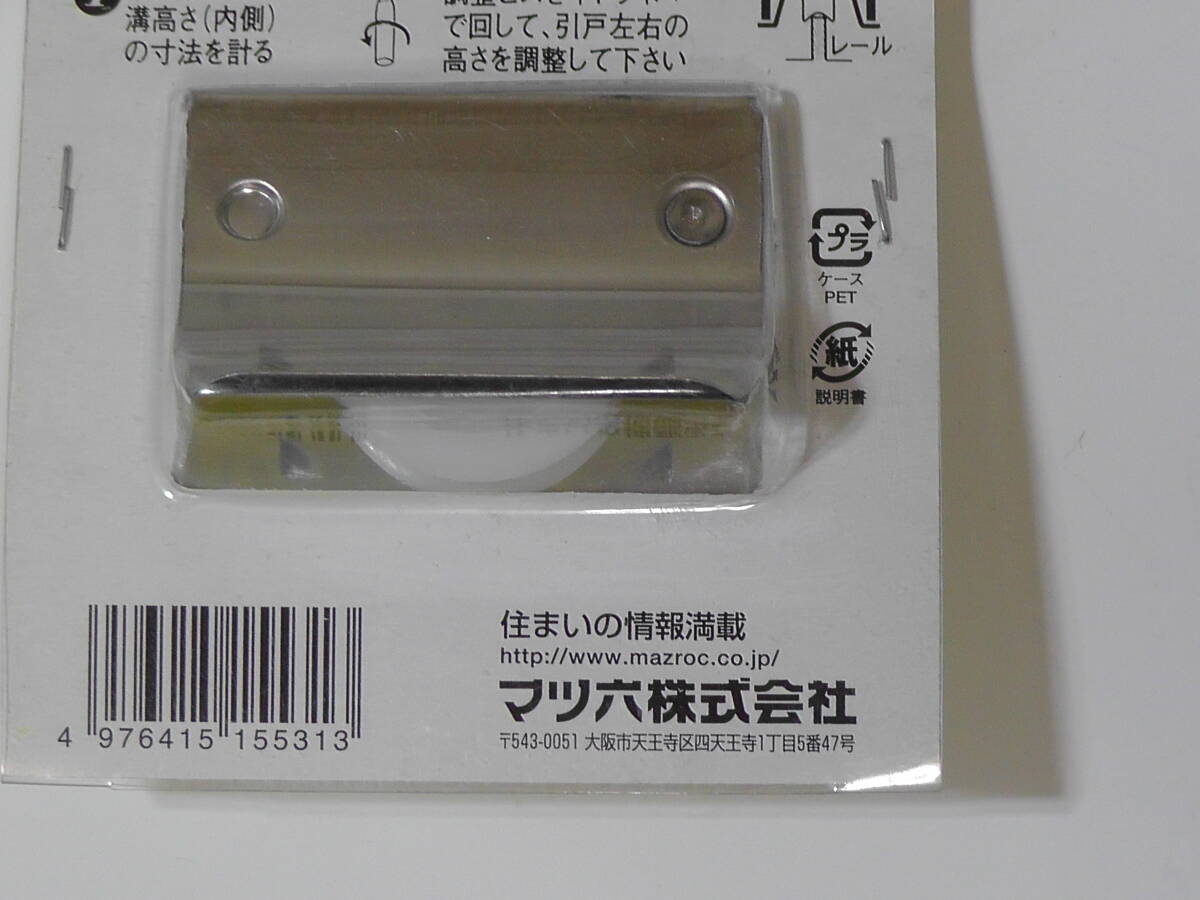 溝高さ(内側)
の寸法を計る
で回して、引戸左右の
高さを調整して下さい
レール
プラ
ケース
PET
紙
説明書
4 976415 155313
住まいの情報満載
http://www.mazroc.co.jp/
マツ六株式会社
〒543-0051 大阪市天王寺区四天王寺1丁目5番47号